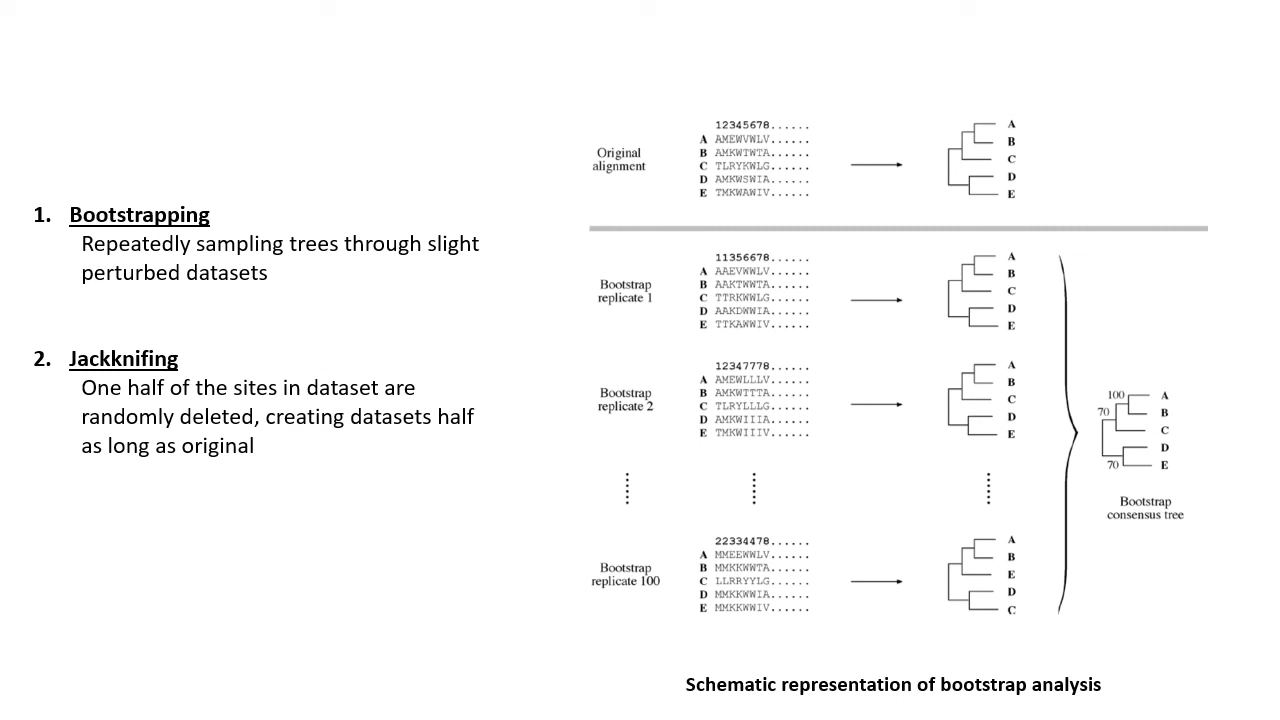 1. Bootstrapping
Repeatedly sampling trees through slight
perturbed datasets
2. Jackknifing
One half of the sites in dataset are
randomly deleted, creating datasets half
as long as original
Original
alignment
12345678......
A AMEWVWLV......
B AMKWTWTA......
C TLRYKWLG......
D AMKWSWIA......
E TMKWAWIV......
A
B
C
D
E
Bootstrap
replicate 1
11356678......
A AAEVWWLV......
B AAKTWWTA......
C TTRKWWLG......
D AAKDWWIA......
E TTKAWWIV......
A
B
C
D
E
Bootstrap
replicate 2
12347778......
A AMEWLLLV......
B AMKWTTTA......
C TLRYLLLG......
D AMKWIIIA......
E TMKWIIIV......
A
B
C
D
E
Bootstrap
replicate 100
22334478......
A MMEEWWLV......
B MMKKWWTA......
C LLRRYYLG......
D MMKKWWIA......
E MMKKWWIV......
A
B
E
D
C
100
70
70
A
B
C
D
E
Bootstrap
consensus tree
Schematic representation of bootstrap analysis